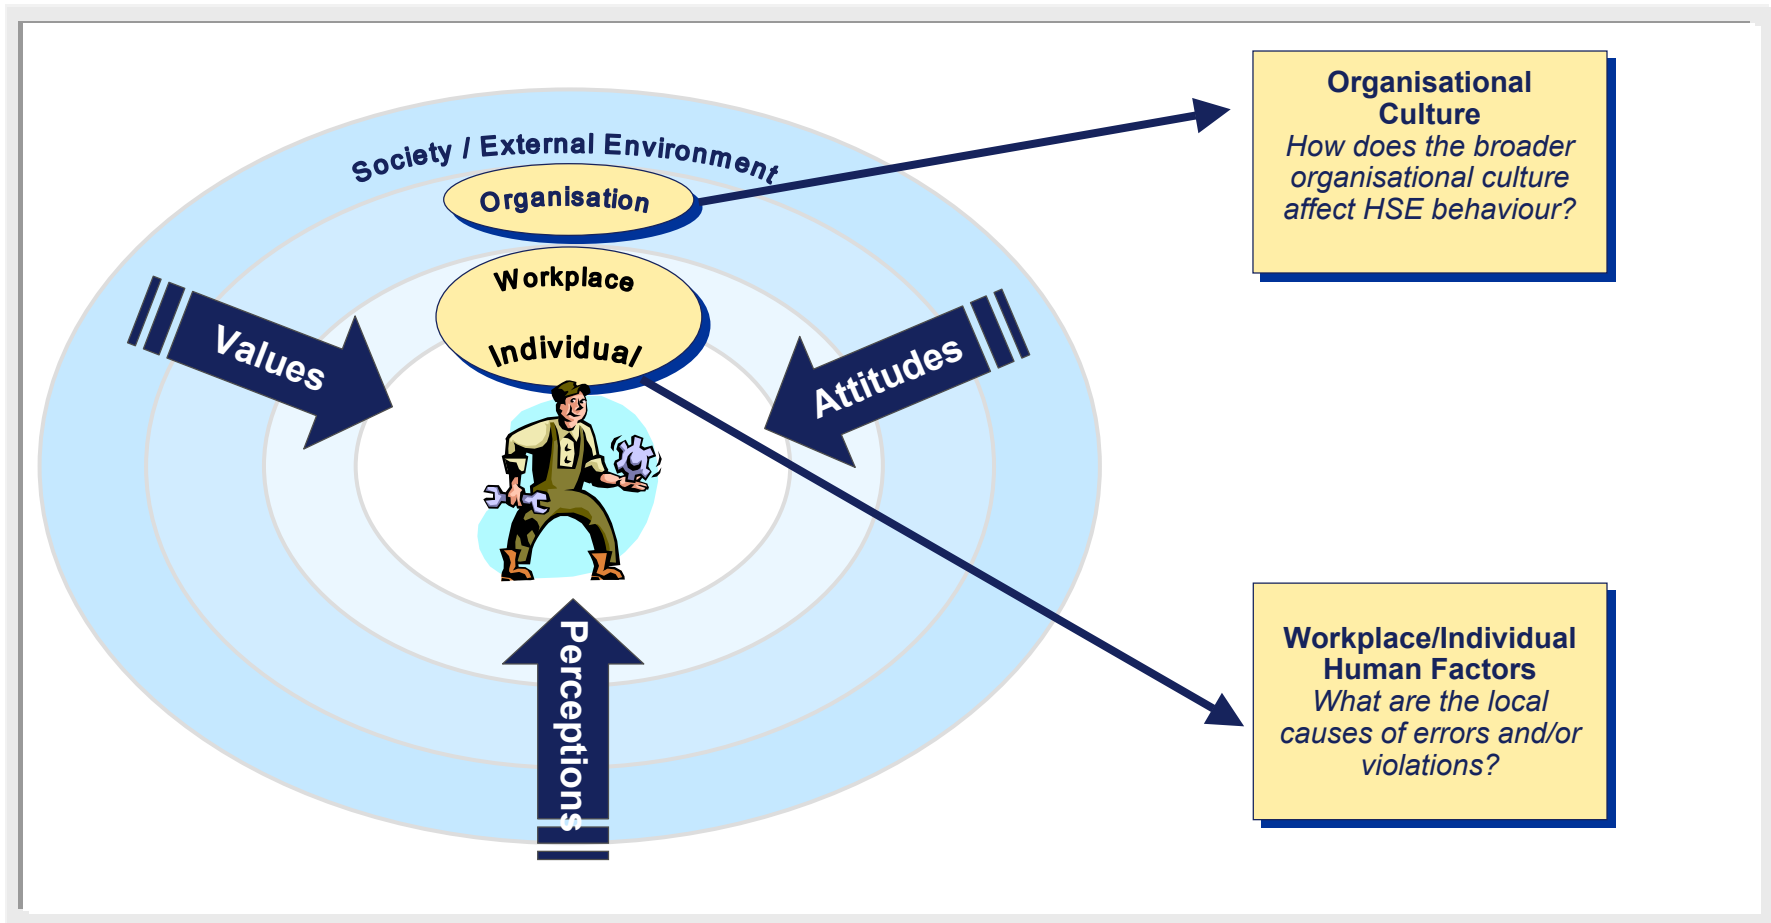 Society / External Environment
Organisation
Workplace
Individual
Values
Attitudes
Perceptions
Organisational
Culture
How does the broader
organisational culture
affect HSE behaviour?
Workplace/Individual
Human Factors
What are the local
causes of errors and/or
violations?